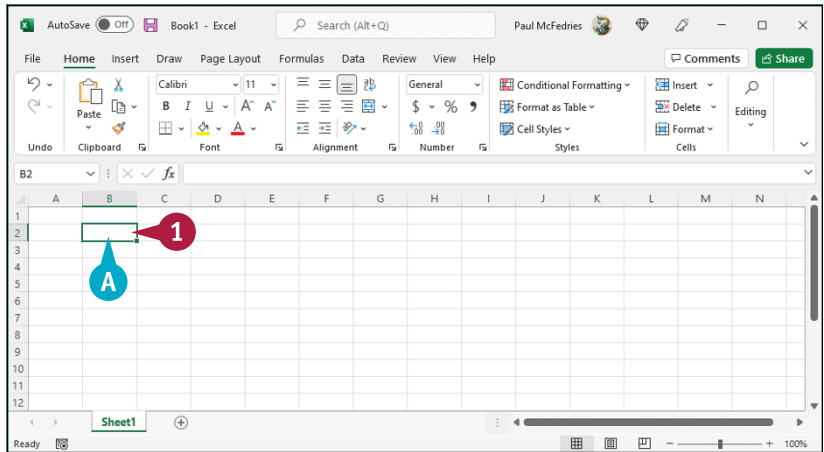 AutoSave Off Book1 - Excel Search (Alt+Q) Paul McFedries
File Home Insert Draw Page Layout Formulas Data Review View Help Comments Share
Calibri 11 ab General Conditional Formatting Insert
Paste B I U A^ A˅ $ % 9 Format as Table Delete Editing
A Cell Styles Format
Undo Clipboard Font Alignment Number Styles Cells
B2 fx
A B C D E F G H I J K L M N
1
2 1
3
4
5 A
6
7
8
9
10
11
12
Sheet1
Ready 100%